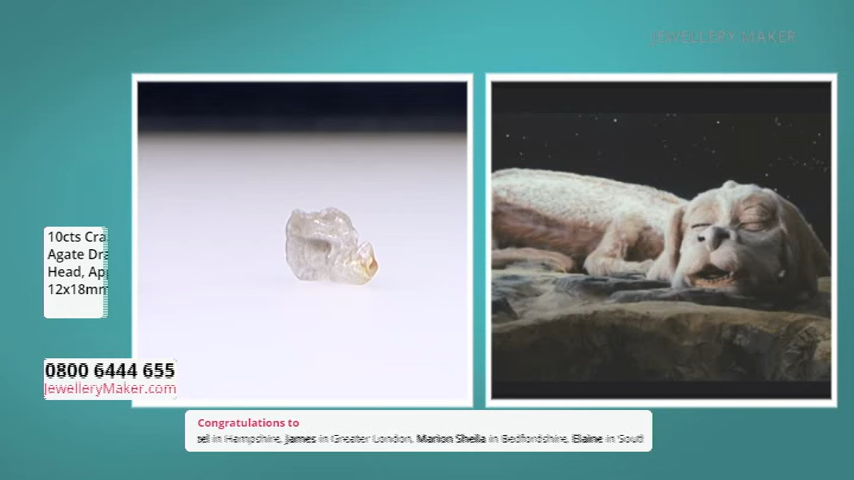 JEWELLERY MAKER
10cts Cra
Agate Dra
Head, Ap
12x18mm
0800 6444 655
JewelleryMaker.com
Congratulations to
in Hampshire, James in Greater London, Marion Sheila in Bedfordshire, Elaine in Sout